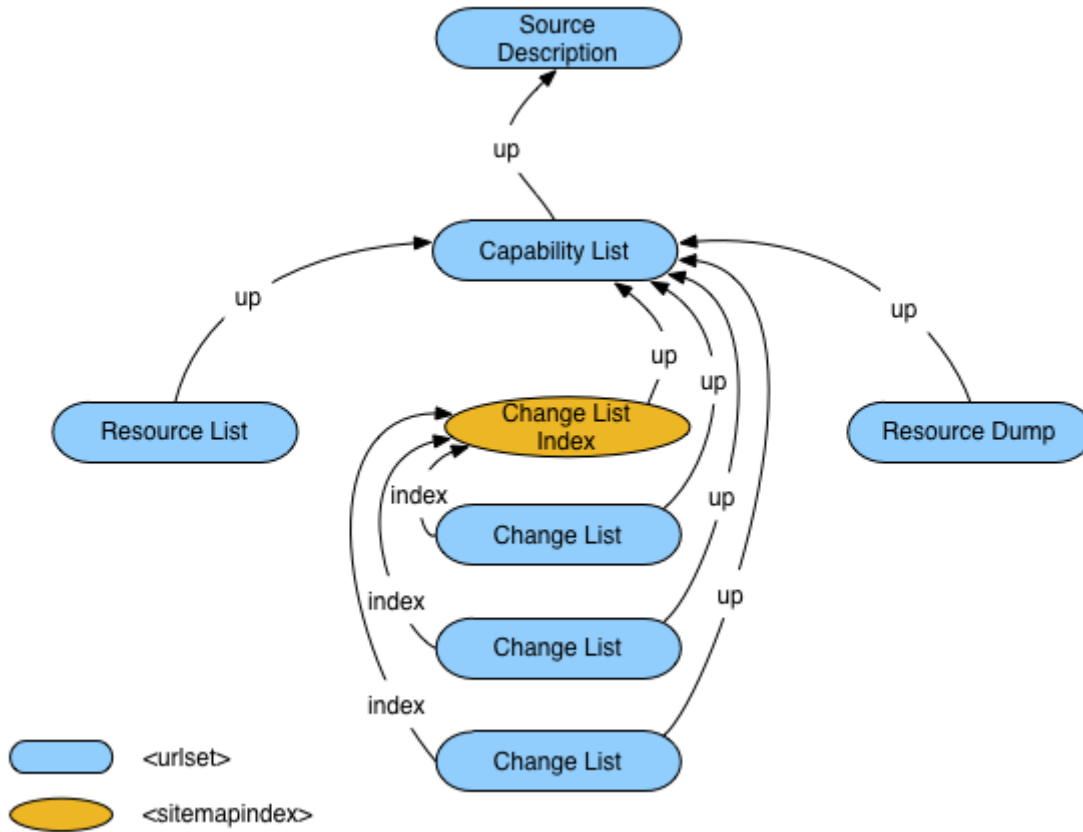 Source
Description
up
Capability List
up
up
up
up
Resource List
Change List
Index
Resource Dump
index
Change List
up
index
Change List
up
index
Change List
<urlset>
<sitemapindex>